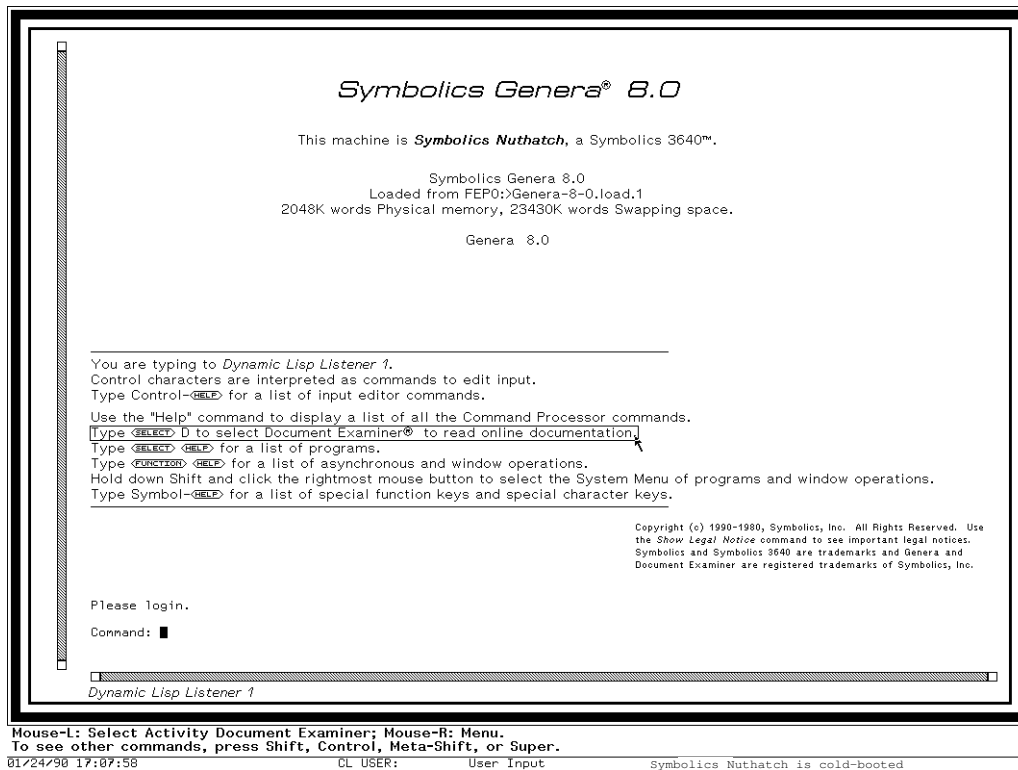 Symbolics Genera® 8.0
This machine is Symbolics Nuthatch, a Symbolics 3640™.
Symbolics Genera 8.0
Loaded from FEP0:>Genera-8-0.load.1
2048K words Physical memory, 23430K words Swapping space.
Genera 8.0
You are typing to Dynamic Lisp Listener 1.
Control characters are interpreted as commands to edit input.
Type Control-<HELP> for a list of input editor commands.
Use the "Help" command to display a list of all the Command Processor commands.
Type <SELECT> D to select Document Examiner® to read online documentation.
Type <SELECT> <HELP> for a list of programs.
Type <FUNCTION> <HELP> for a list of asynchronous and window operations.
Hold down Shift and click the rightmost mouse button to select the System Menu of programs and window operations.
Type Symbol-<HELP> for a list of special function keys and special character keys.
Copyright (c) 1990-1980, Symbolics, Inc. All Rights Reserved. Use
the Show Legal Notice command to see important legal notices.
Symbolics and Symbolics 3640 are trademarks and Genera and
Document Examiner are registered trademarks of Symbolics, Inc.
Please login.
Command:
Dynamic Lisp Listener 1
Mouse-L: Select Activity Document Examiner; Mouse-R: Menu.
To see other commands, press Shift, Control, Meta-Shift, or Super.
01/24/90 17:07:58 CL USER: User Input Symbolics Nuthatch is cold-booted